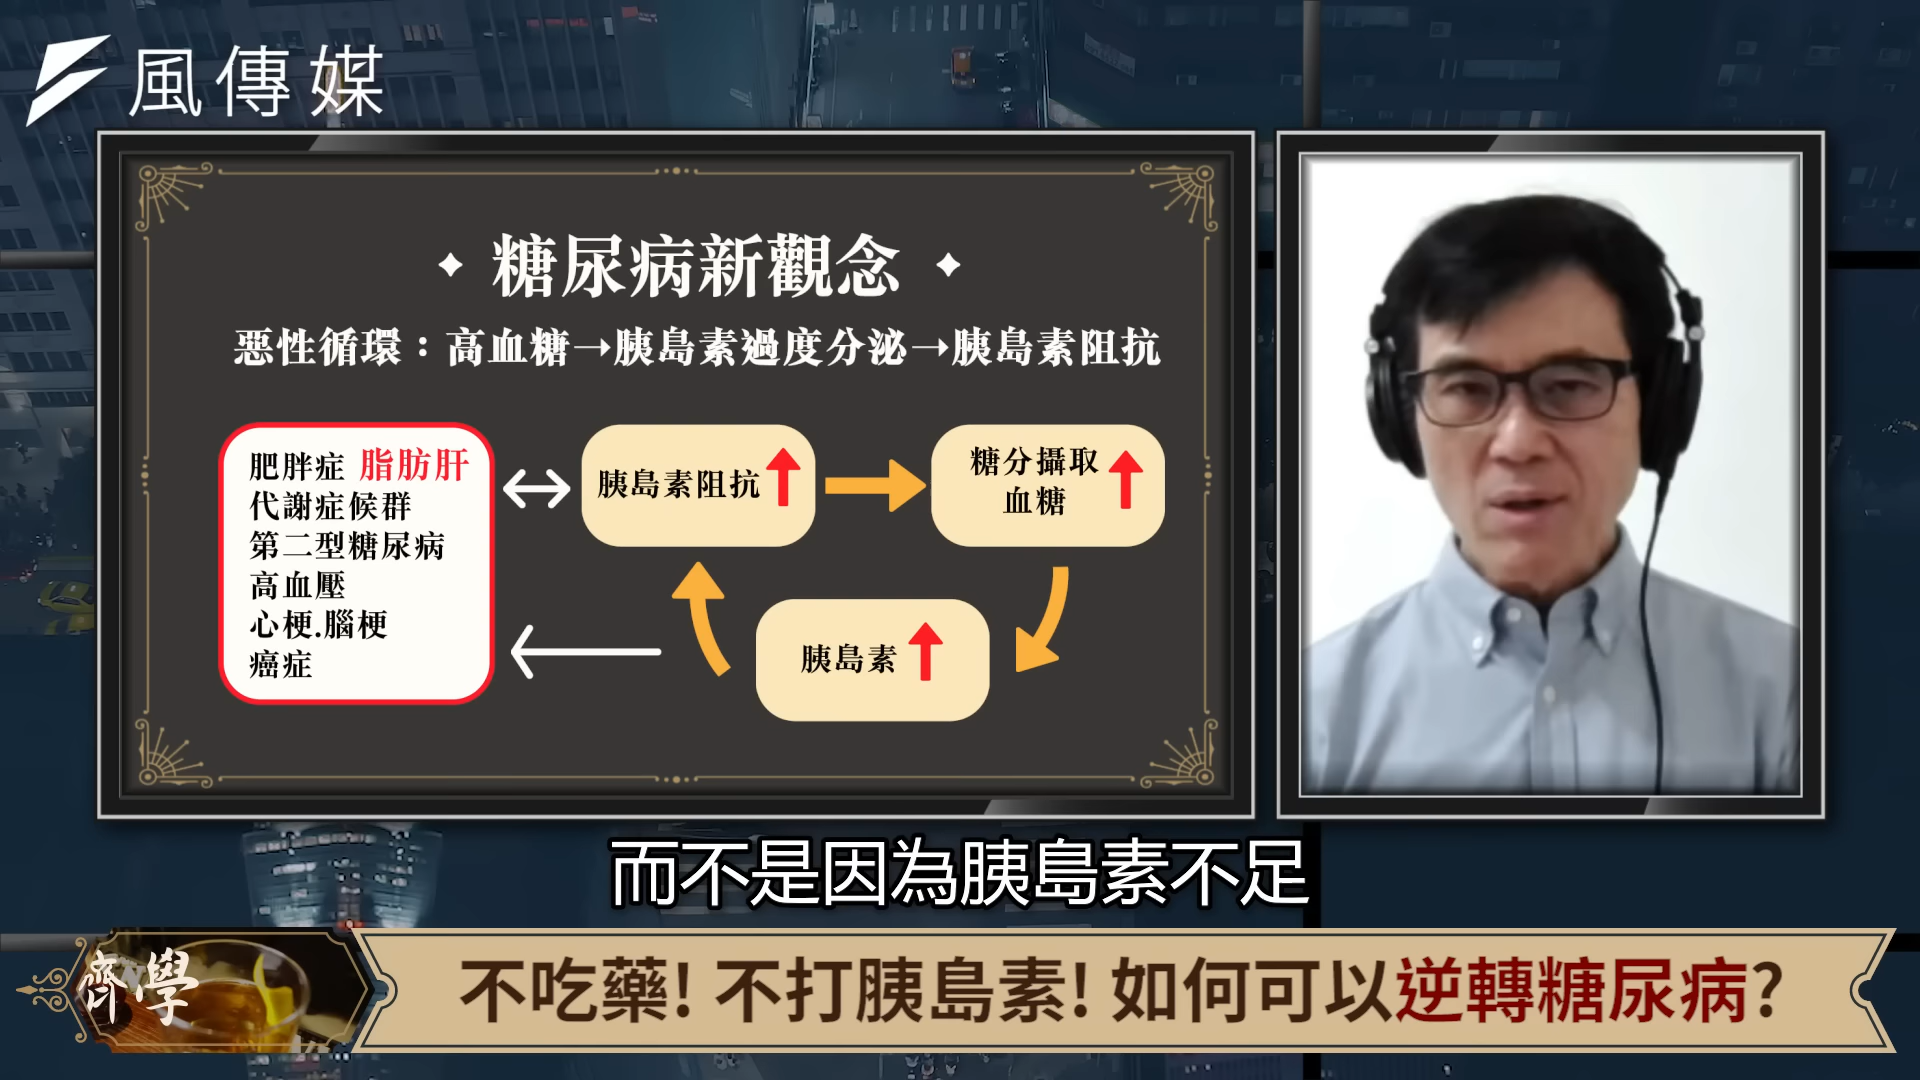 風傳媒
糖尿病新觀念
惡性循環：高血糖→胰島素過度分泌→胰島素阻抗
肥胖症 脂肪肝
代謝症候群
第二型糖尿病
高血壓
心梗.腦梗
癌症
胰島素阻抗
糖分攝取
血糖
胰島素
而不是因為胰島素不足
齊學
不吃藥! 不打胰島素! 如何可以逆轉糖尿病?